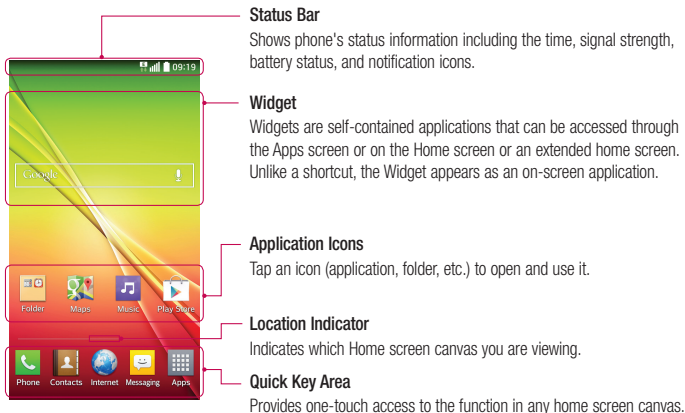 Status Bar
Shows phone's status information including the time, signal strength,
battery status, and notification icons.
09:19
Widget
Widgets are self-contained applications that can be accessed through
the Apps screen or on the Home screen or an extended home screen.
Unlike a shortcut, the Widget appears as an on-screen application.
Google
Application Icons
Tap an icon (application, folder, etc.) to open and use it.
Folder Maps Music Play Store
Location Indicator
Indicates which Home screen canvas you are viewing.
Phone Contacts Internet Messaging Apps
Quick Key Area
Provides one-touch access to the function in any home screen canvas.